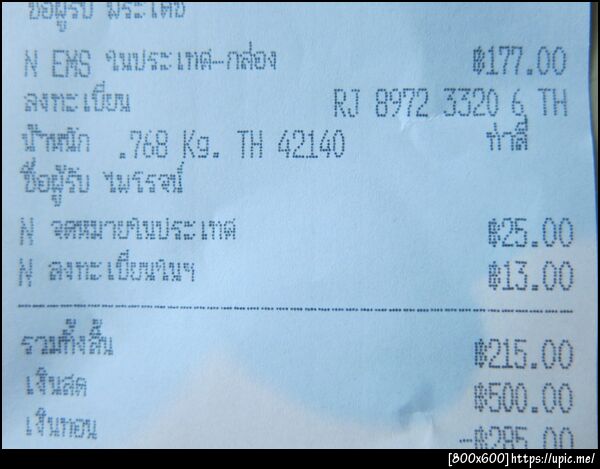 ชื่อผู้รับ ประเดีย
N EMS ในประเทศ-กล่อง ฿177.00
ลงทะเบียน RJ 8972 3320 6 TH
น้ำหนัก .768 Kg. TH 42140 ท่าลี่
ชื่อผู้รับ ไพโรจน์
N จดหมายในประเทศ ฿25.00
N ลงทะเบียนในฯ ฿13.00
รวมทั้งสิ้น ฿215.00
เงินสด ฿500.00
เงินทอน -฿285.00
[800x600]https://upic.me/